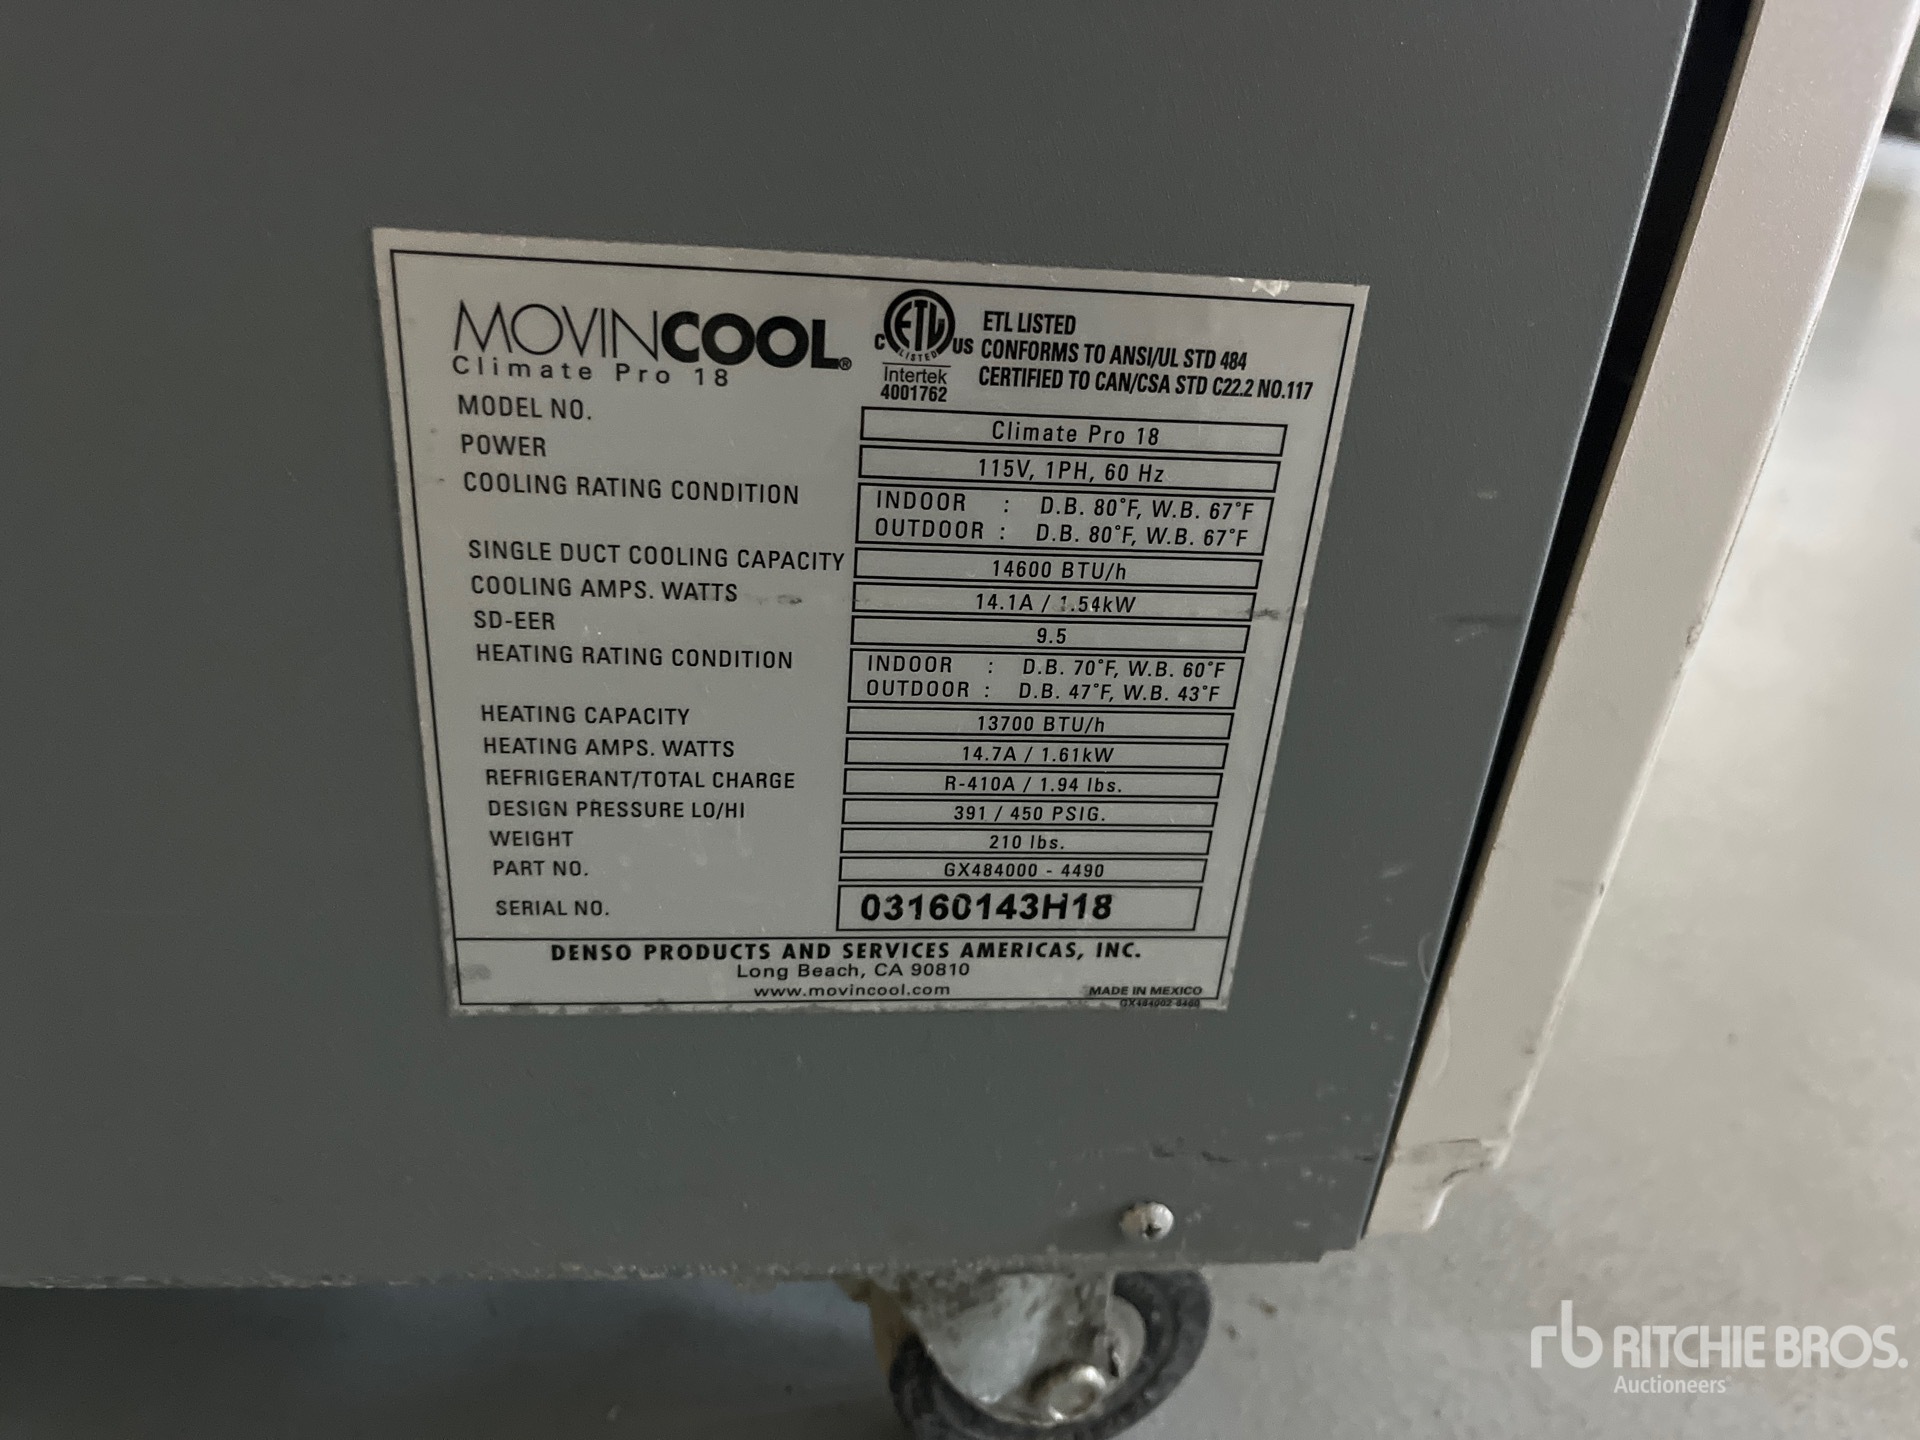 MOVINCOOL®
Climate Pro 18
C ETL LISTED US
Intertek
4001762
ETL LISTED
CONFORMS TO ANSI/UL STD 484
CERTIFIED TO CAN/CSA STD C22.2 NO.117
MODEL NO. Climate Pro 18
POWER 115V, 1PH, 60 Hz
COOLING RATING CONDITION INDOOR : D.B. 80°F, W.B. 67°F
OUTDOOR : D.B. 80°F, W.B. 67°F
SINGLE DUCT COOLING CAPACITY 14600 BTU/h
COOLING AMPS. WATTS 14.1A / 1.54kW
SD-EER 9.5
HEATING RATING CONDITION INDOOR : D.B. 70°F, W.B. 60°F
OUTDOOR : D.B. 47°F, W.B. 43°F
HEATING CAPACITY 13700 BTU/h
HEATING AMPS. WATTS 14.7A / 1.61kW
REFRIGERANT/TOTAL CHARGE R-410A / 1.94 lbs.
DESIGN PRESSURE LO/HI 391 / 450 PSIG.
WEIGHT 210 lbs.
PART NO. GX484000 - 4490
SERIAL NO. 03160143H18
DENSO PRODUCTS AND SERVICES AMERICAS, INC.
Long Beach, CA 90810
www.movincool.com
MADE IN MEXICO
rb RITCHIE BROS.
Auctioneers